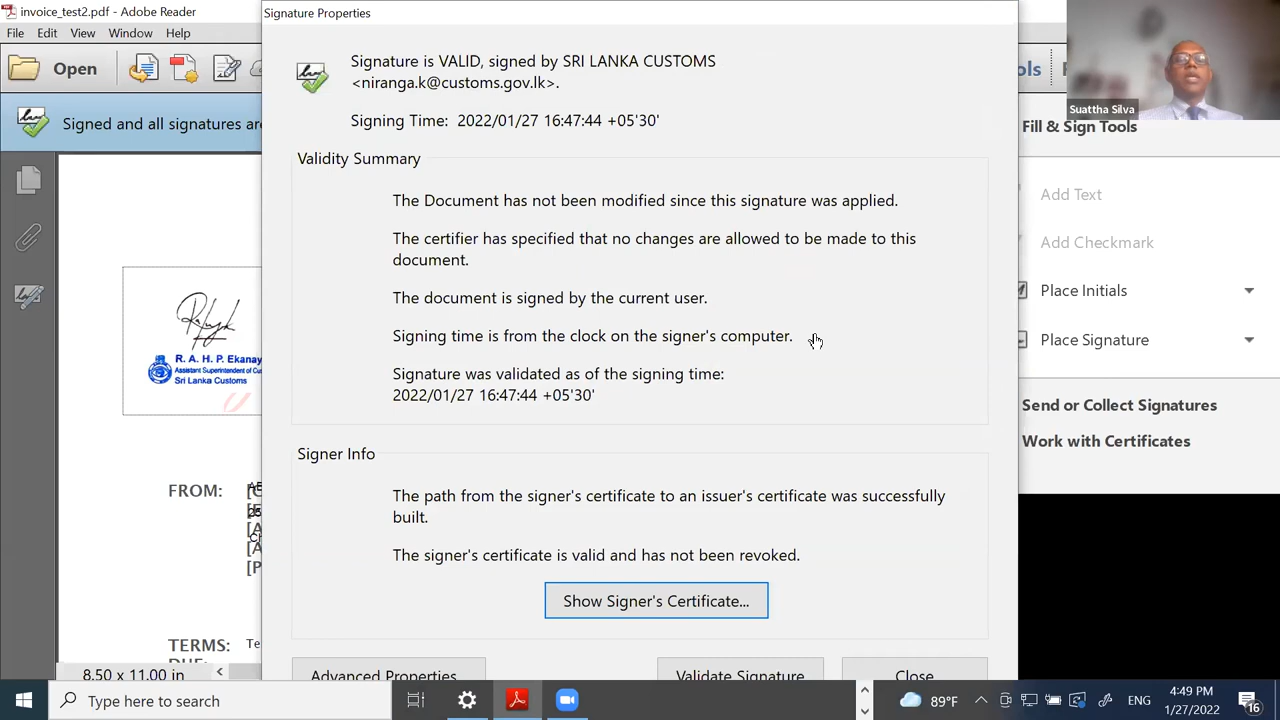 invoice_test2.pdf - Adobe Reader
File Edit View Window Help
Open
Signed and all signatures are
Signature Properties
Signature is VALID, signed by SRI LANKA CUSTOMS
<niranga.k@customs.gov.lk>.
Signing Time: 2022/01/27 16:47:44 +05'30'
Validity Summary
The Document has not been modified since this signature was applied.
The certifier has specified that no changes are allowed to be made to this
document.
The document is signed by the current user.
Signing time is from the clock on the signer's computer.
Signature was validated as of the signing time:
2022/01/27 16:47:44 +05'30'
Signer Info
The path from the signer's certificate to an issuer's certificate was successfully
built.
The signer's certificate is valid and has not been revoked.
Show Signer's Certificate...
Advanced Properties
Validate Signature
Close
R. A. H. P. Ekanay
Assistant Superintendent of C
Sri Lanka Customs
FROM:
TERMS: Te
DUE:
8.50 x 11.00 in
Suattha Silva
Fill & Sign Tools
Add Text
Add Checkmark
Place Initials
Place Signature
Send or Collect Signatures
Work with Certificates
Type here to search
89°F
ENG
4:49 PM
1/27/2022
16